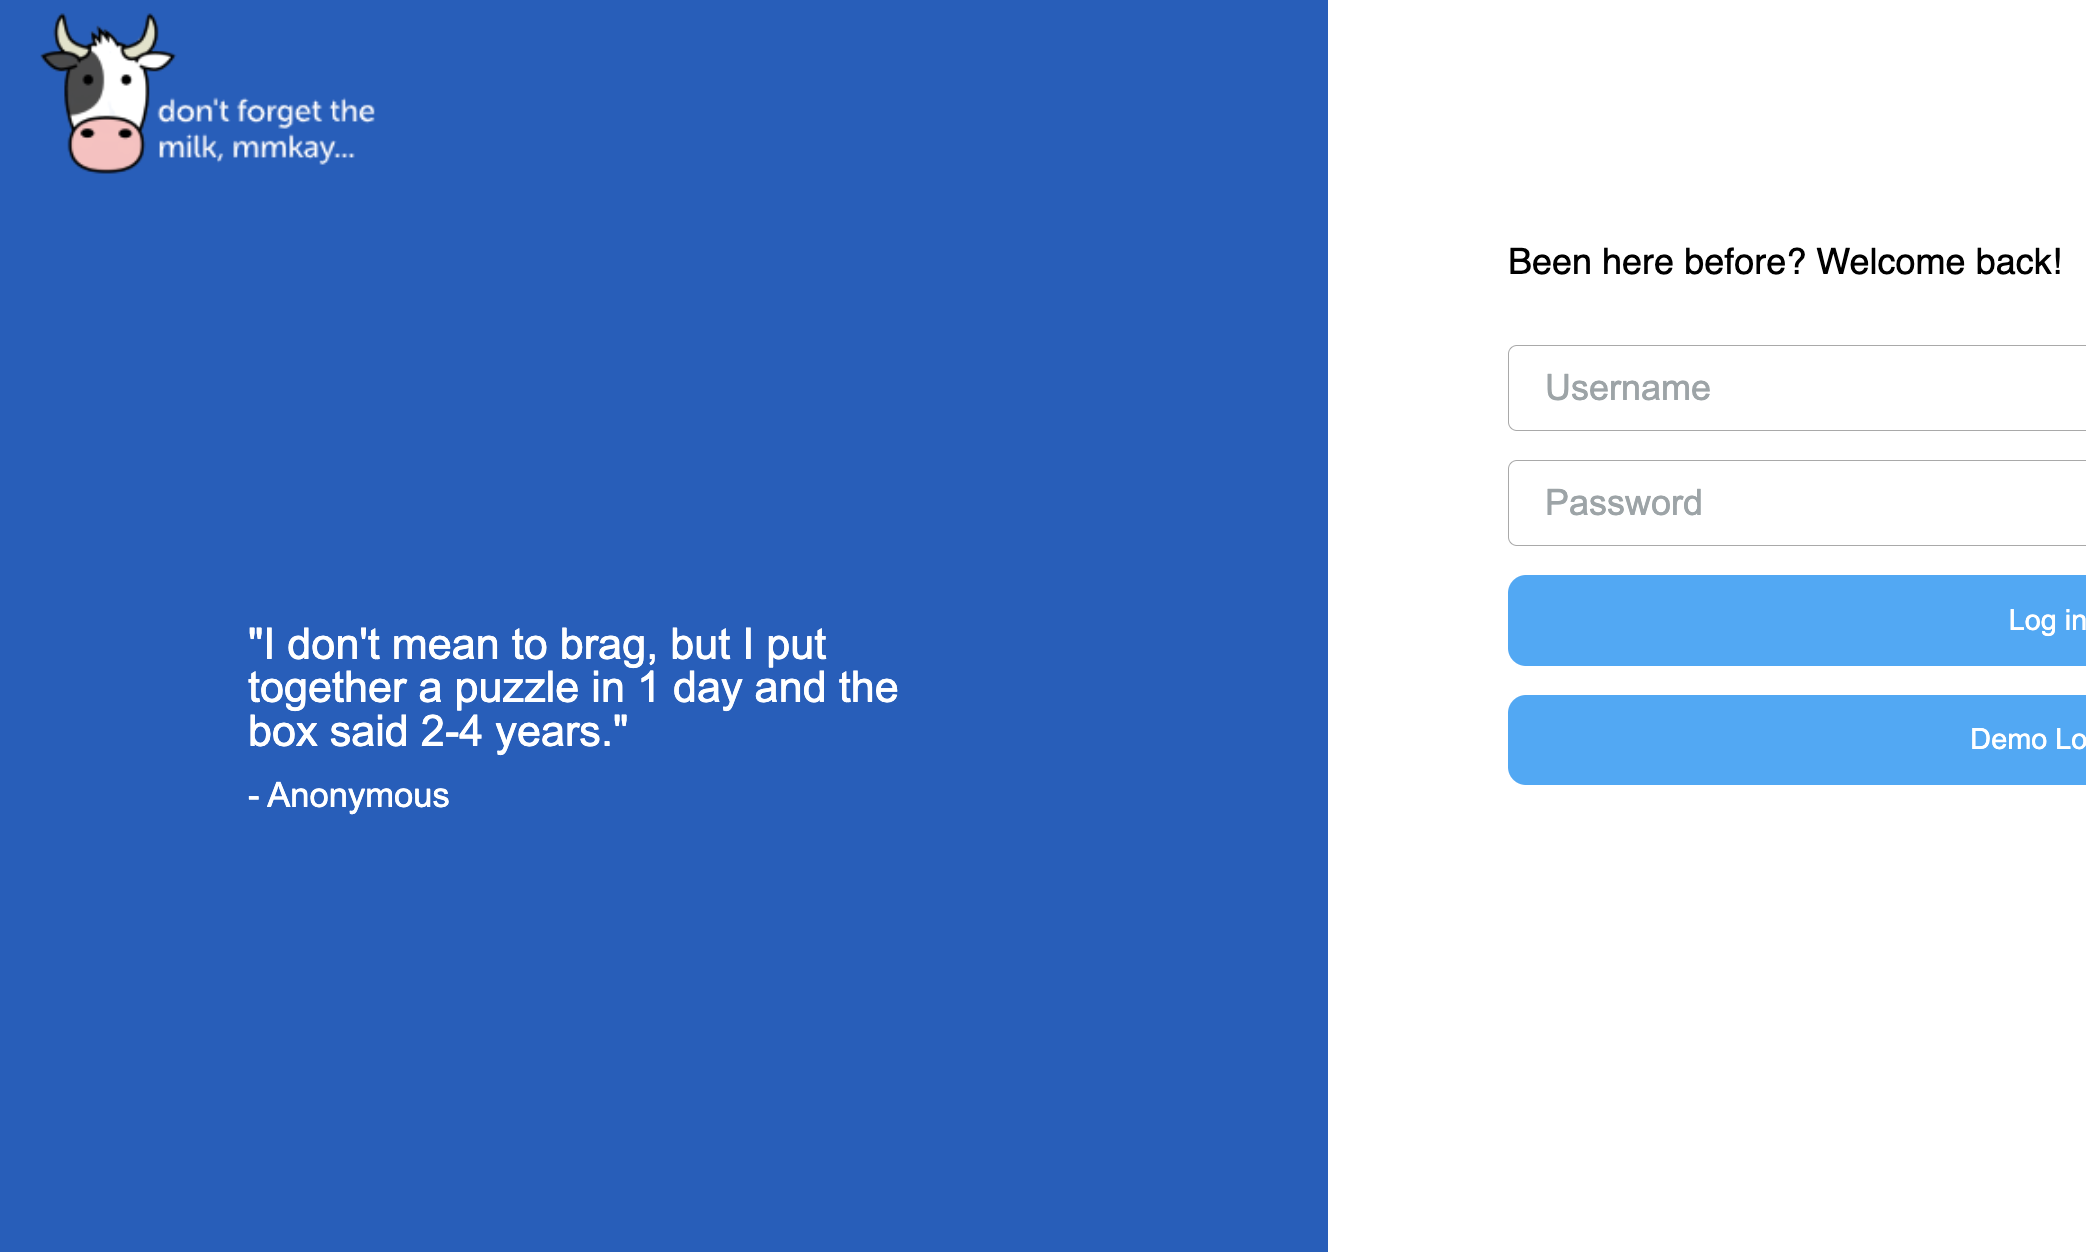 don't forget the
milk, mmkay...
"I don't mean to brag, but I put
together a puzzle in 1 day and the
box said 2-4 years."
- Anonymous
Been here before? Welcome back!
Username
Password
Log in
Demo Lo